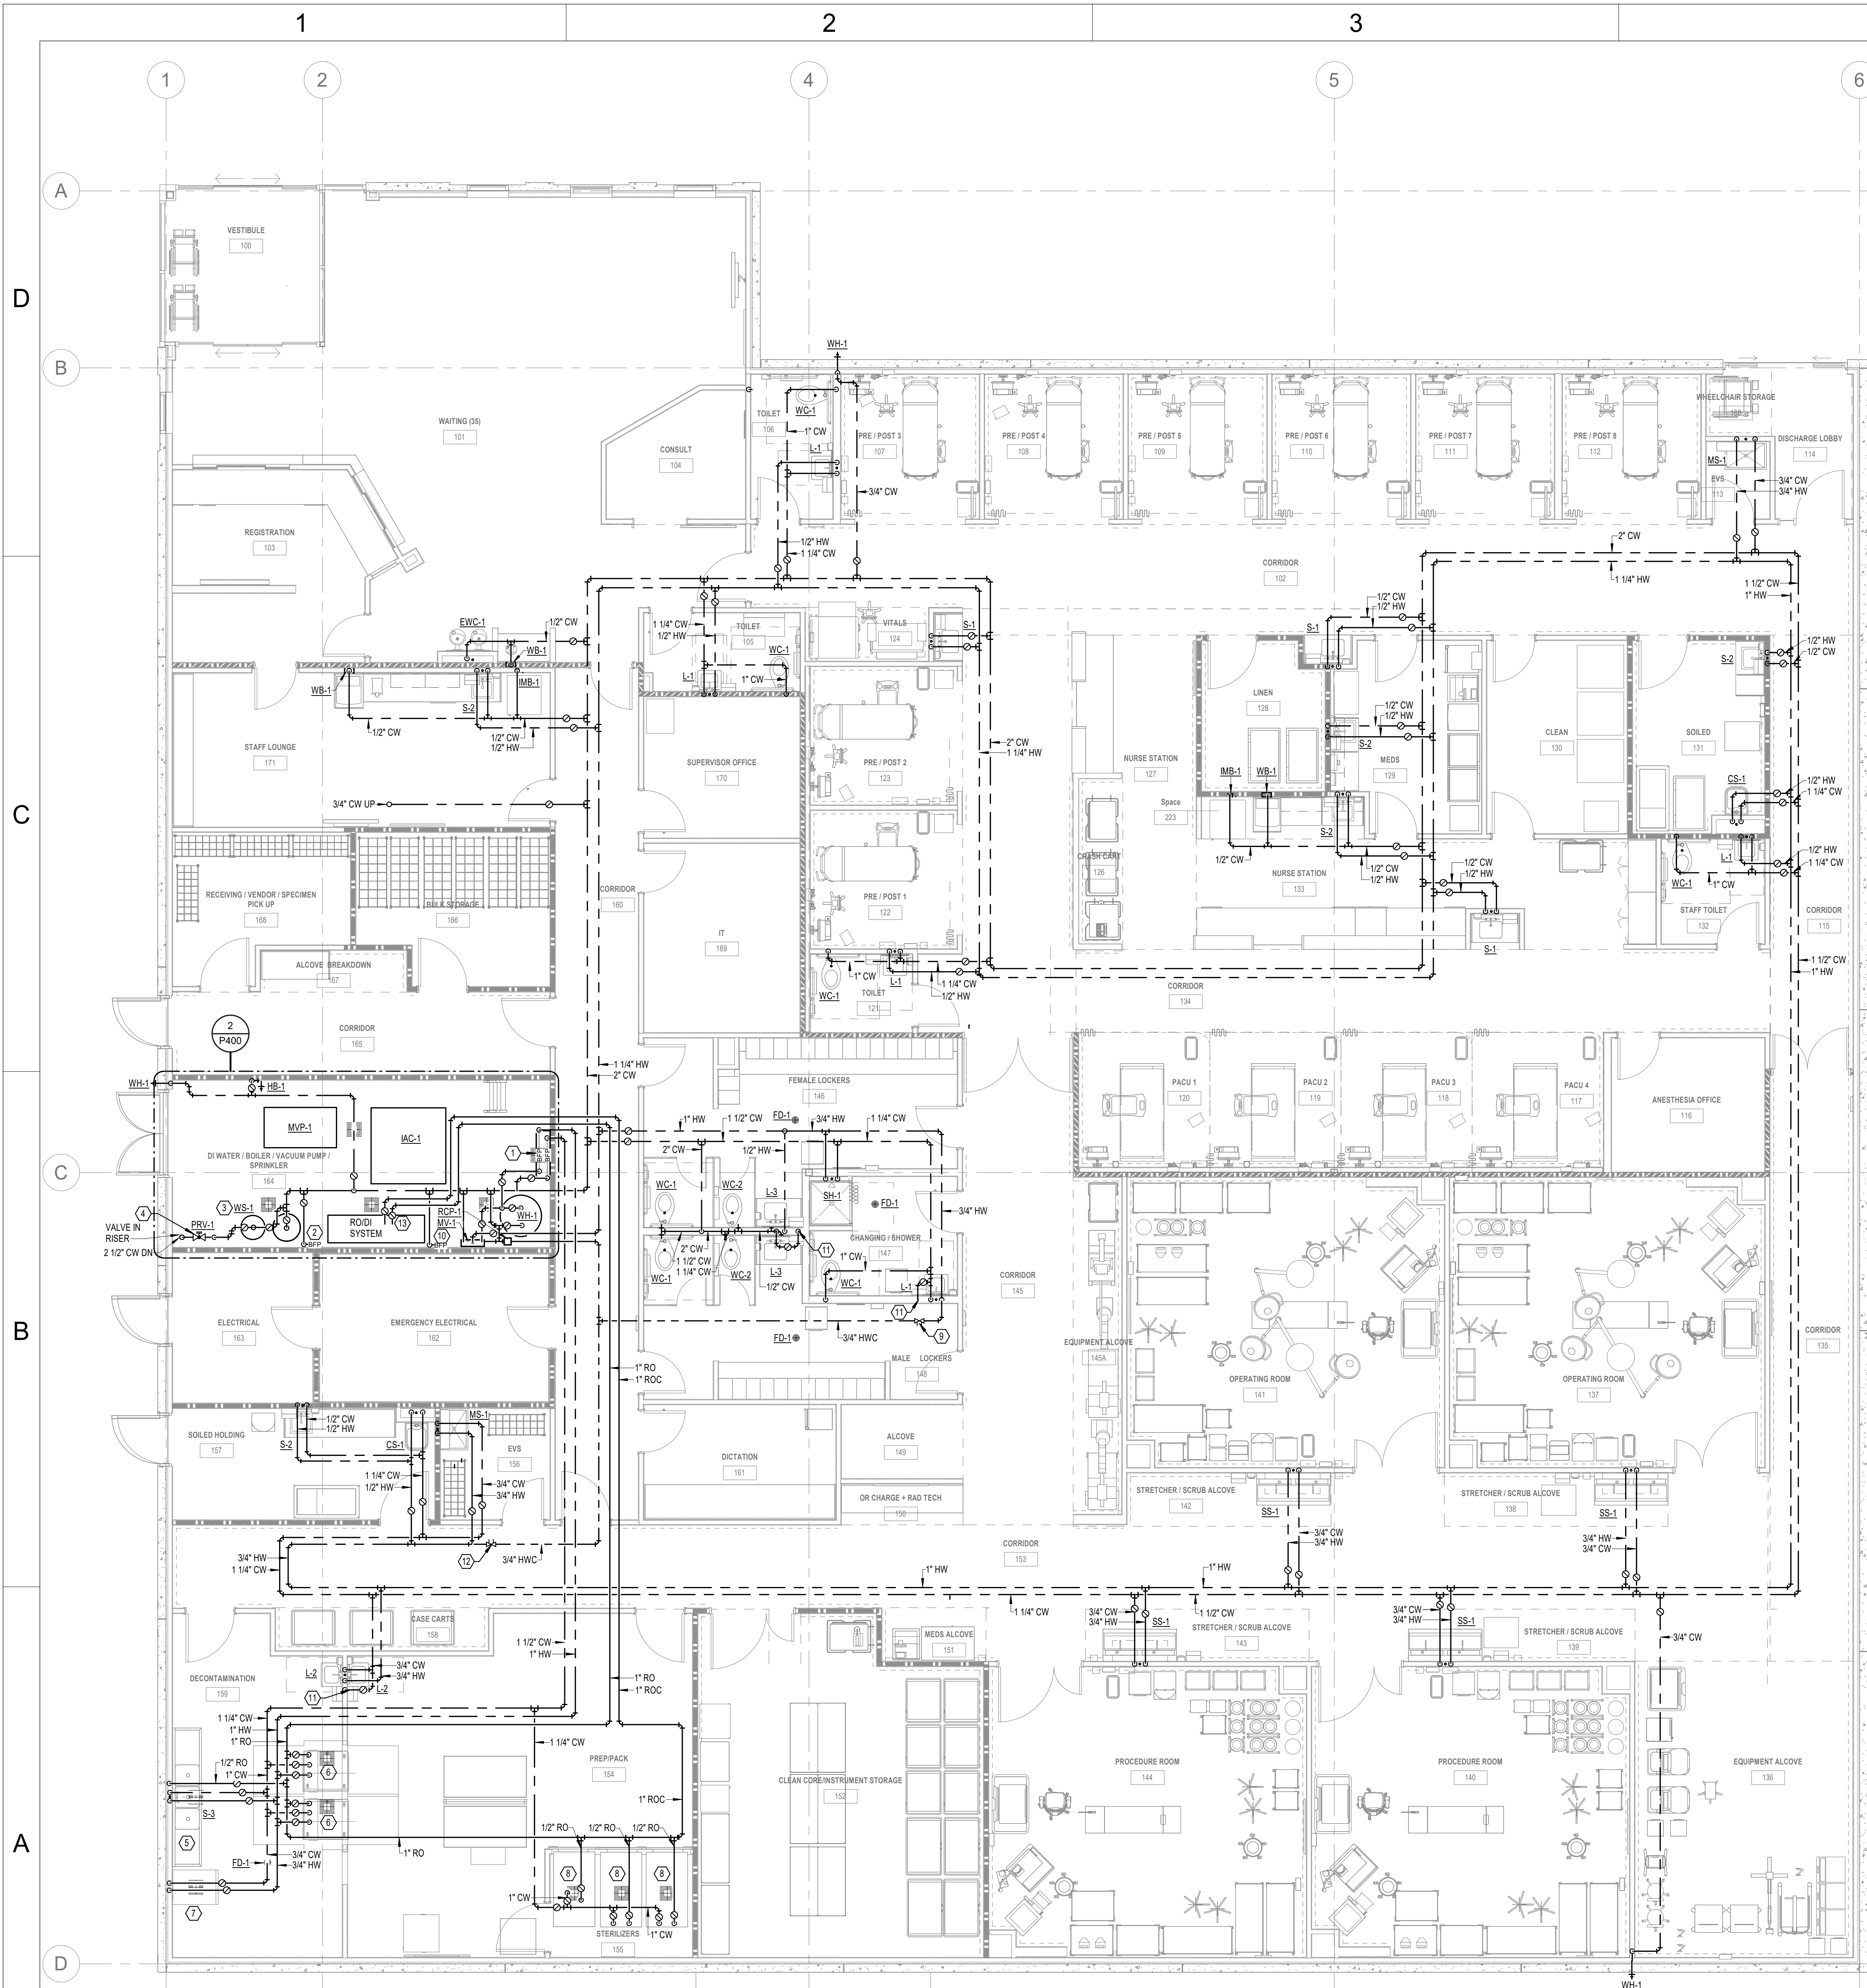 1
2
3
1
2
4
5
6
A
B
C
D
D
C
B
A
VESTIBULE
100
WH-1
WAITING (35)
101
TOILET
106
WC-1
1" CW
L-1
CONSULT
104
PRE / POST 3
107
PRE / POST 4
108
PRE / POST 5
109
PRE / POST 6
110
PRE / POST 7
111
PRE / POST 8
112
WHEELCHAIR STORAGE
DISCHARGE LOBBY
114
MS-1
EVS
113
3/4" CW
3/4" HW
3/4" CW
REGISTRATION
103
1/2" HW
1 1/4" CW
CORRIDOR
102
2" CW
1 1/4" HW
1 1/2" CW
1" HW
EWC-1
1/2" CW
WB-1
1 1/4" CW
1/2" HW
TOILET
105
WC-1
1" CW
L-1
VITALS
124
S-1
1/2" CW
1/2" HW
S-1
1/2" HW
1/2" CW
S-2
WB-1
S-2
IMB-1
1/2" CW
1/2" CW
1/2" HW
STAFF LOUNGE
171
3/4" CW UP
SUPERVISOR OFFICE
170
PRE / POST 2
123
2" CW
1 1/4" HW
NURSE STATION
127
Space
223
LINEN
128
1/2" CW
1/2" HW
S-2
MEDS
129
CLEAN
130
SOILED
131
CS-1
1/2" HW
1 1/4" CW
IMB-1
WB-1
S-2
1/2" CW
1/2" CW
1/2" HW
1/2" CW
1/2" HW
CRASH CART
126
NURSE STATION
133
S-1
L-1
WC-1
1" CW
1/2" HW
1 1/4" CW
STAFF TOILET
132
CORRIDOR
115
RECEIVING / VENDOR / SPECIMEN
PICK UP
168
BULK STORAGE
166
CORRIDOR
160
IT
169
PRE / POST 1
122
ALCOVE BREAKDOWN
167
WC-1
1" CW
L-1
1 1/4" CW
1/2" HW
TOILET
121
1 1/2" CW
1" HW
CORRIDOR
134
2
P400
CORRIDOR
165
1 1/4" HW
2" CW
WH-1
HB-1
MVP-1
IAC-1
DI WATER / BOILER / VACUUM PUMP /
SPRINKLER
164
1
BFP
BFP
FEMALE LOCKERS
146
FD-1
1" HW
1 1/2" CW
3/4" HW
1 1/4" CW
2" CW
1/2" HW
PACU 1
120
PACU 2
119
PACU 3
118
PACU 4
117
ANESTHESIA OFFICE
116
4
3
WS-1
PRV-1
VALVE IN
RISER
2 1/2" CW DN
2
BFP
RO/DI
SYSTEM
13
10
BFP
RCP-1
MV-1
WH-1
WC-1
WC-2
L-3
SH-1
FD-1
3/4" HW
2" CW
1 1/2" CW
1 1/4" CW
WC-1
WC-2
L-3
1/2" CW
11
CHANGING / SHOWER
147
1" CW
WC-1
L-1
11
9
3/4" HWC
FD-1
MALE LOCKERS
148
CORRIDOR
145
ELECTRICAL
163
EMERGENCY ELECTRICAL
162
1" RO
1" ROC
EQUIPMENT ALCOVE
145A
OPERATING ROOM
141
OPERATING ROOM
137
CORRIDOR
135
SOILED HOLDING
157
1/2" CW
1/2" HW
S-2
CS-1
MS-1
EVS
156
1 1/4" CW
1/2" HW
3/4" CW
3/4" HW
DICTATION
161
ALCOVE
149
OR CHARGE + RAD TECH
150
STRETCHER / SCRUB ALCOVE
142
SS-1
3/4" CW
3/4" HW
STRETCHER / SCRUB ALCOVE
138
SS-1
3/4" HW
3/4" CW
3/4" HW
1 1/4" CW
12
3/4" HWC
CORRIDOR
153
1" HW
1" HW
1 1/4" CW
1 1/2" CW
CASE CARTS
158
1 1/2" CW
1" HW
DECONTAMINATION
159
L-2
L-2
3/4" CW
3/4" HW
11
1" RO
1" ROC
MEDS ALCOVE
151
3/4" CW
3/4" HW
SS-1
STRETCHER / SCRUB ALCOVE
143
3/4" CW
3/4" HW
SS-1
STRETCHER / SCRUB ALCOVE
139
3/4" CW
1 1/4" CW
1" HW
1" RO
1/2" RO
1" CW
S-3
5
6
6
1 1/4" CW
PREP/PACK
154
1" ROC
CLEAN CORE/INSTRUMENT STORAGE
152
PROCEDURE ROOM
144
PROCEDURE ROOM
140
EQUIPMENT ALCOVE
136
3/4" CW
3/4" HW
FD-1
7
1" RO
1/2" RO
1/2" RO
1/2" RO
8
8
8
1" CW
1" CW
STERILIZERS
155
WH-1